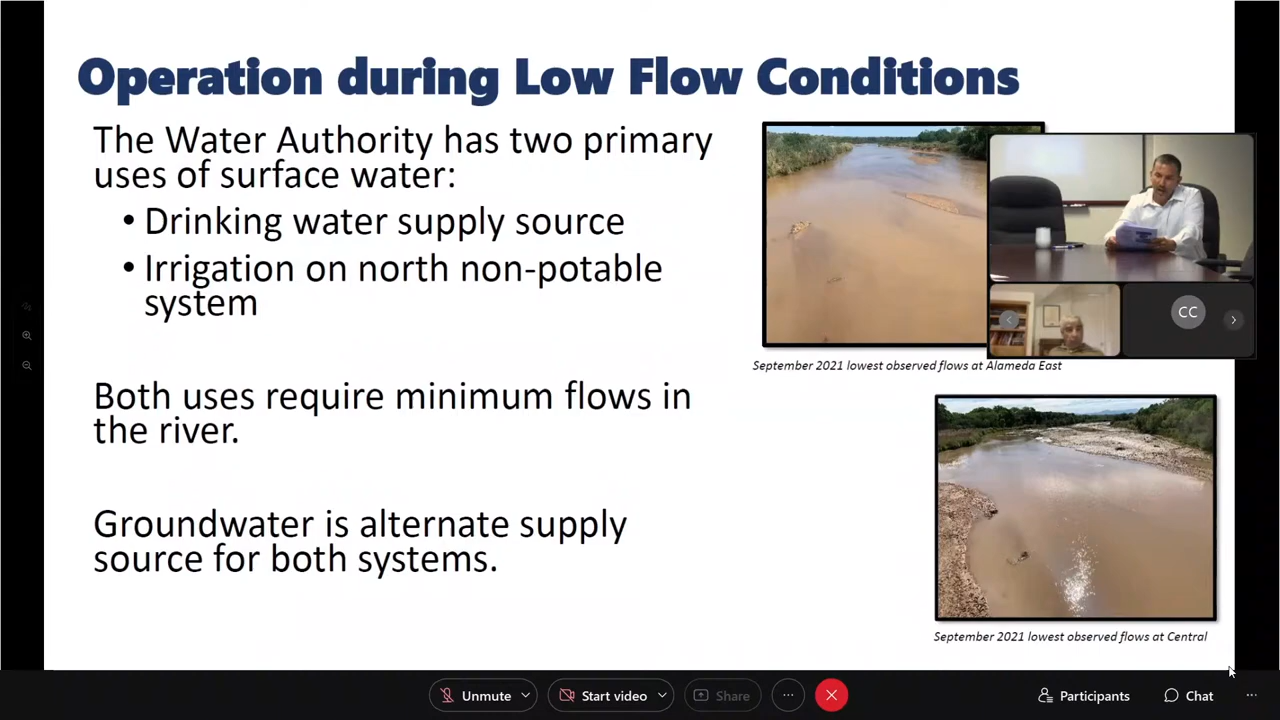 Operation during Low Flow Conditions
The Water Authority has two primary
uses of surface water:
• Drinking water supply source
• Irrigation on north non-potable
system
Both uses require minimum flows in
the river.
Groundwater is alternate supply
source for both systems.
CC
September 2021 lowest observed flows at Alameda East
September 2021 lowest observed flows at Central
Unmute
Start video
Share
Participants
Chat